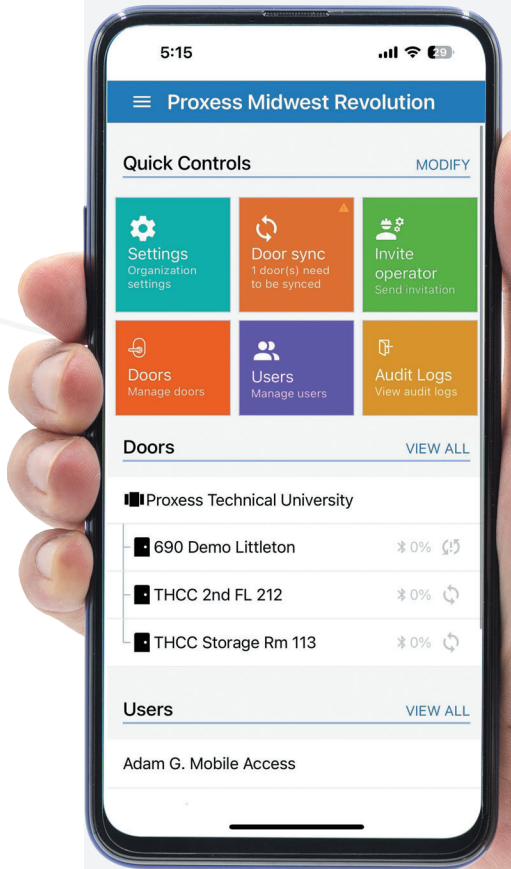 5:15
29
Proxess Midwest Revolution
Quick Controls
MODIFY
Settings
Organization
settings
Door sync
1 door(s) need
to be synced
Invite
operator
Send invitation
Doors
Manage doors
Users
Manage users
Audit Logs
View audit logs
Doors
VIEW ALL
Proxess Technical University
690 Demo Littleton
0%
THCC 2nd FL 212
0%
THCC Storage Rm 113
0%
Users
VIEW ALL
Adam G. Mobile Access